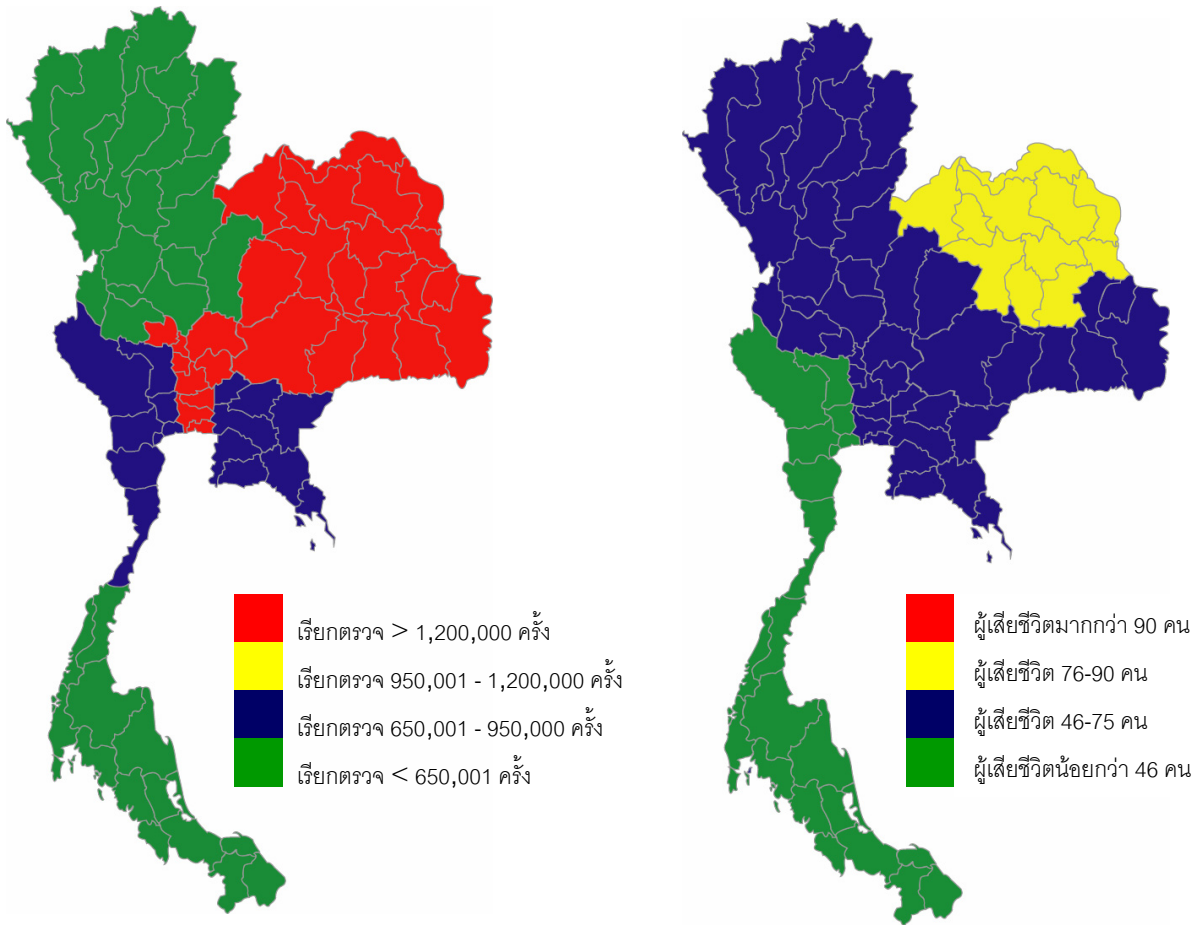 เรียกตรวจ > 1,200,000 ครั้ง
เรียกตรวจ 950,001 - 1,200,000 ครั้ง
เรียกตรวจ 650,001 - 950,000 ครั้ง
เรียกตรวจ < 650,001 ครั้ง
ผู้เสียชีวิตมากกว่า 90 คน
ผู้เสียชีวิต 76-90 คน
ผู้เสียชีวิต 46-75 คน
ผู้เสียชีวิตน้อยกว่า 46 คน